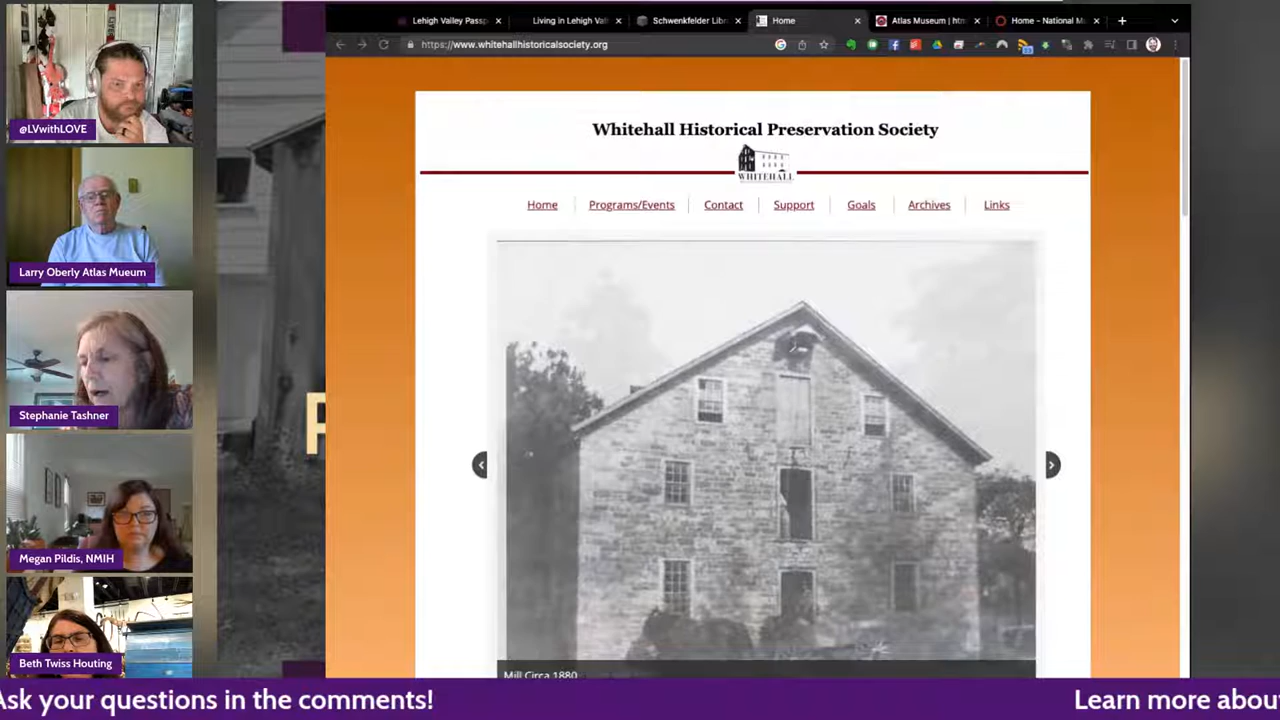 Lehigh Valley Passp
Living in Lehigh Val
Schwenkfelder Libr
Home
Atlas Museum | htm
Home - National M
https://www.whitehallhistoricalsociety.org
Whitehall Historical Preservation Society
WHITEHALL
Home
Programs/Events
Contact
Support
Goals
Archives
Links
Mill Circa 1880
@LVwithLOVE
Larry Oberly Atlas Mueum
Stephanie Tashner
Megan Pildis, NMIH
Beth Twiss Houting
Ask your questions in the comments!
Learn more about